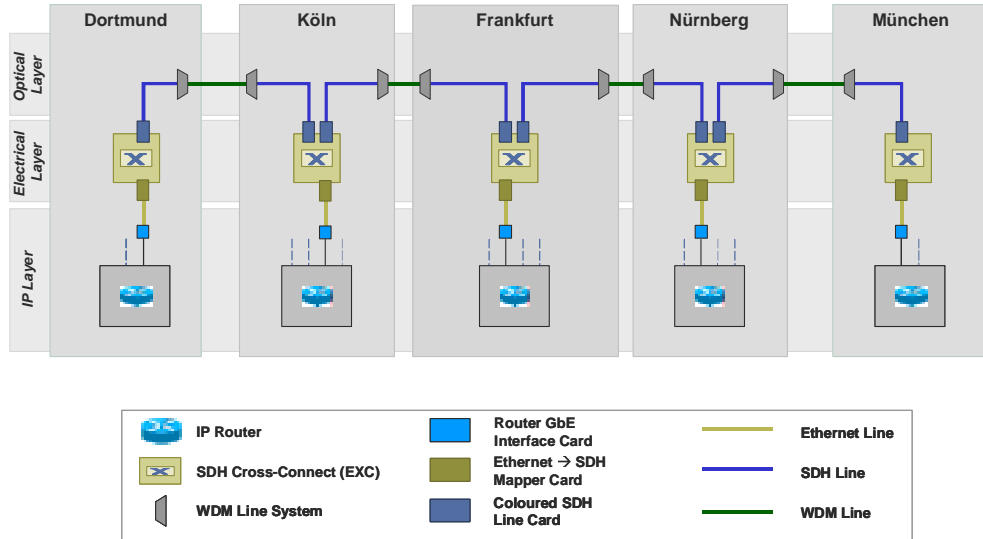 Dortmund
Köln
Frankfurt
Nürnberg
München
Optical
Layer
Electrical
Layer
IP Layer
IP Router
SDH Cross-Connect (EXC)
WDM Line System
Router GbE
Interface Card
Ethernet → SDH
Mapper Card
Coloured SDH
Line Card
Ethernet Line
SDH Line
WDM Line